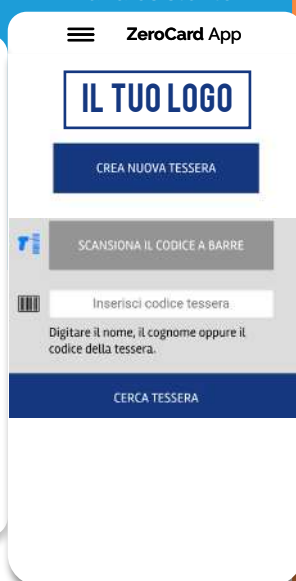 ZeroCard App
IL TUO LOGO
CREA NUOVA TESSERA
SCANSIONA IL CODICE A BARRE
Inserisci codice tessera
Digitare il nome, il cognome oppure il
codice della tessera.
CERCA TESSERA